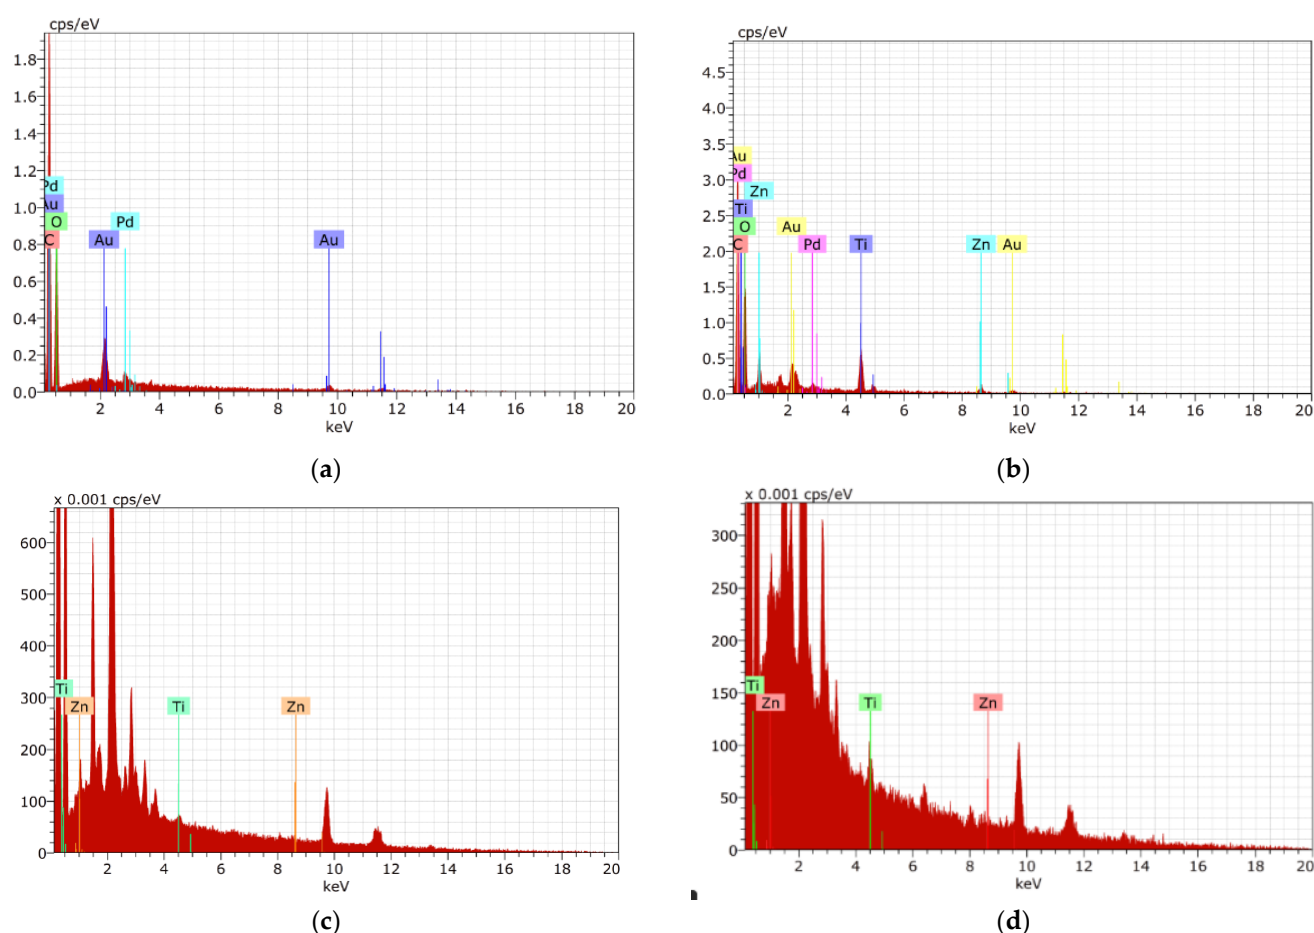 cps/eV
1.8
1.6
1.4
1.2
1.0
0.8
0.6
0.4
0.2
0.0
Pd
Au
O
C
Au
Pd
Au
2 4 6 8 10 12 14 16 18 20
keV
(a)
cps/eV
4.5
4.0
3.5
3.0
2.5
2.0
1.5
1.0
0.5
0.0
Au
Pd
Zn
Ti
O
C
Au
Pd
Ti
Zn
Au
2 4 6 8 10 12 14 16 18 20
keV
(b)
x 0.001 cps/eV
600
500
400
300
200
100
0
Ti
Zn
Ti
Zn
2 4 6 8 10 12 14 16 18 20
keV
(c)
x 0.001 cps/eV
300
250
200
150
100
50
0
Ti
Zn
Ti
Zn
2 4 6 8 10 12 14 16 18 20
keV
(d)